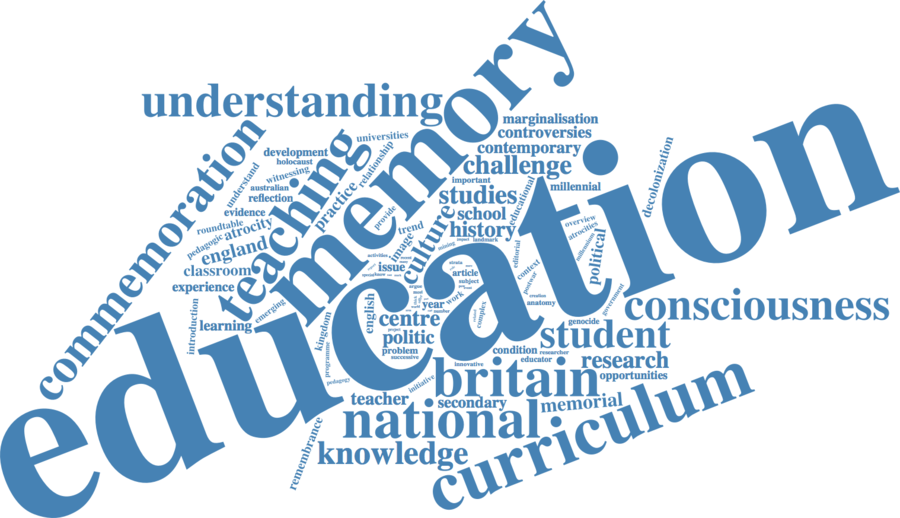 memory
understanding
education
commemoration
teaching
marginalisation
controversies
contemporary
challenge
universities
development
holocaust
witnessing
australian
reflection
understand
relationship
practice
important
studies
educational
millennial
decolonization
evidence
roundtable
atrocity
pedagogic
england
classroom
experience
provide
trend
image
culture
school
history
landmark
overview
atrocities
millennium
political
editorial
context
postwar
government
activities
issue
article
subject
introduction
learning
emerging
kingdom
programme
pedagogy
english
year
work
number
complex
creation
anatomy
genocide
consciousness
centre
politic
problem
successive
project
innovative
condition
researcher
educator
student
research
opportunities
initiative
britain
teacher
secondary
memorial
national
remembrance
knowledge
curriculum